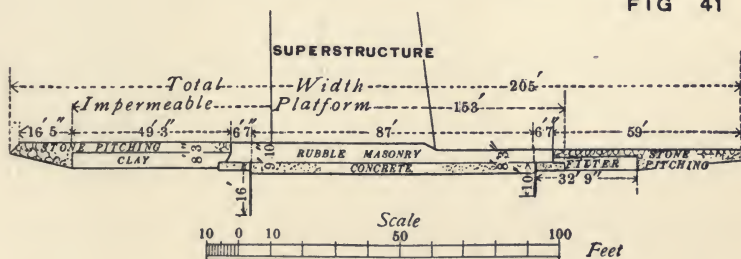 FIG 41
SUPERSTRUCTURE
Total Width 205'
Impermeable Platform 153'
16' 5" 49' 3" 6' 7" 87' 6' 7" 59'
STONE PITCHING 8' 3" 9' 10" RUBBLE MASONRY 8' 3" STONE PITCHING
CLAY CONCRETE FILTER
16' 10' 32' 9"
Scale
10 0 10 50 100
Feet